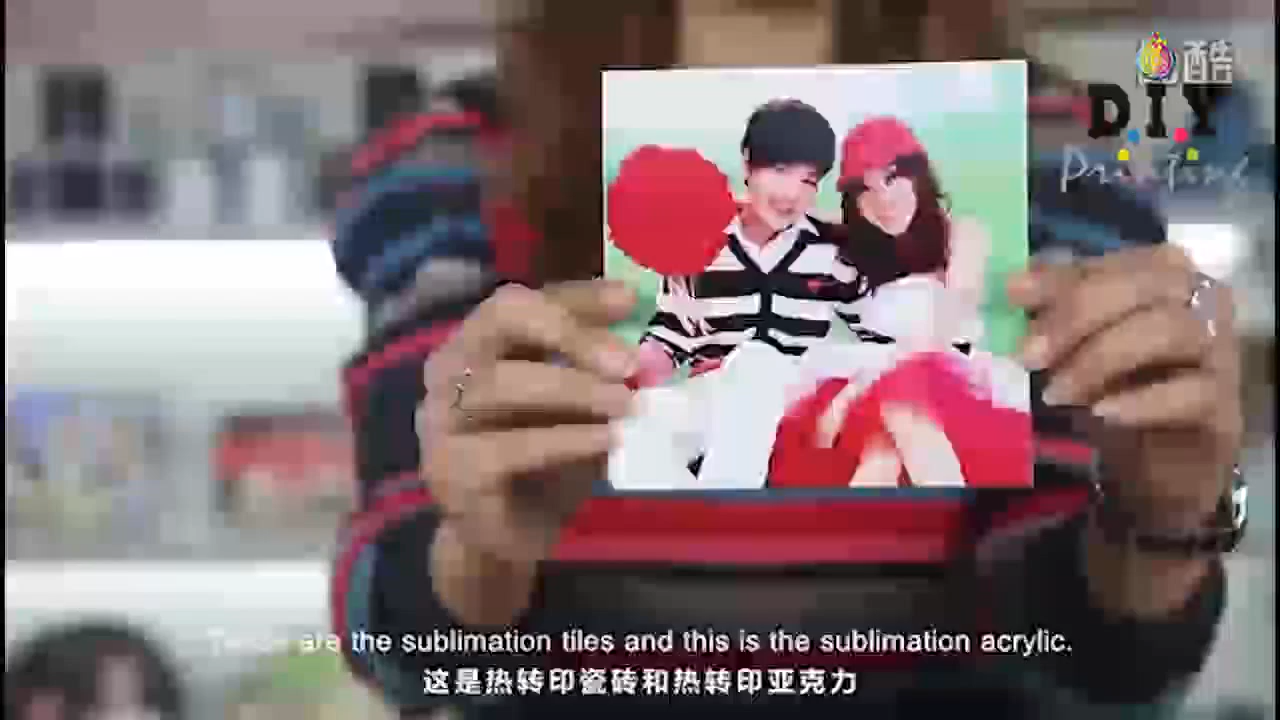 酷
DIY
Printing
are the sublimation tiles and this is the sublimation acrylic.
这是热转印瓷砖和热转印亚克力